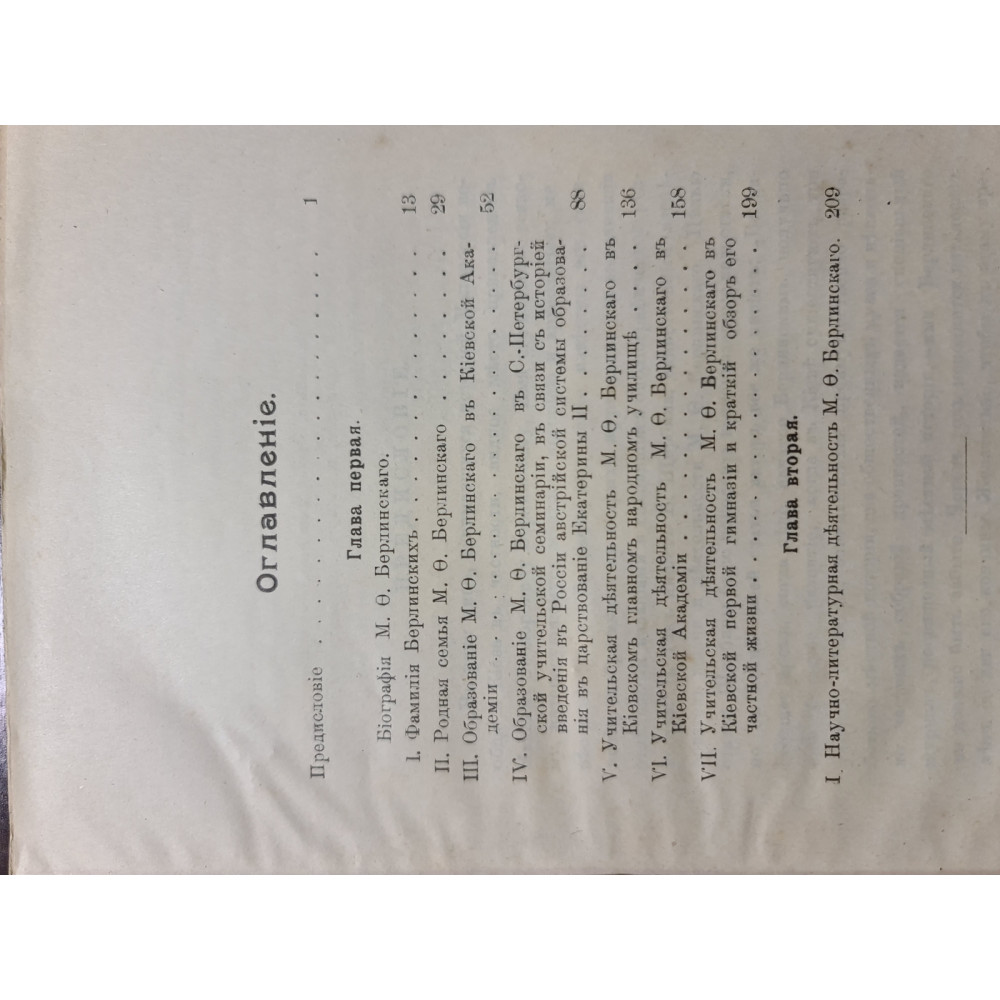 Оглавленіе.
Предисловіе . . . . . . . . . . . . . . . . . 1
Глава первая.
Біографія М. Ѳ. Берлинскаго.
I. Фамилія Берлинскихъ . . . . . . . . . . . 13
II. Родная семья М. Ѳ. Берлинскаго . . . . . . 29
III. Образованіе М. Ѳ. Берлинскаго въ Кіевской Ака-
деміи . . . . . . . . . . . . . . . . 52
IV. Образованіе М. Ѳ. Берлинскаго въ С.-Петербург-
ской учительской семинаріи, въ связи съ исторіей
введенія въ Россіи австрійской системы образова-
нія въ царствованіе Екатерины II . . . . . . . 88
V. Учительская дѣятельность М. Ѳ. Берлинскаго въ
Кіевскомъ главномъ народномъ училищѣ . . . . 136
VI. Учительская дѣятельность М. Ѳ. Берлинскаго въ
Кіевской Академіи . . . . . . . . . . . . 158
VII. Учительская дѣятельность М. Ѳ. Берлинскаго въ
Кіевской первой гимназіи и краткій обзоръ его
частной жизни . . . . . . . . . . . . . 199
Глава вторая.
I. Научно-литературная дѣятельность М. Ѳ. Берлинскаго. 209